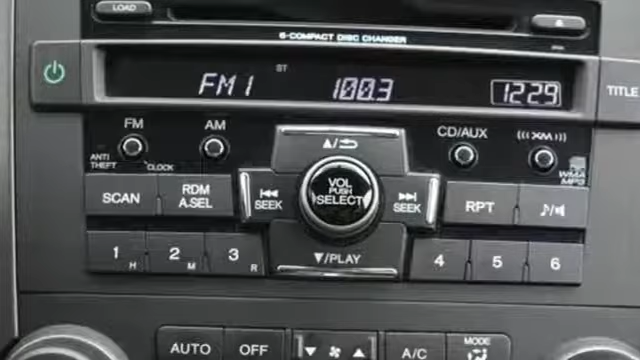 LOAD
6-COMPACT DISC CHANGER
ST
FM1 100.3 12:29
TITLE
FM AM CD/AUX (((XM)))
ANTI THEFT CLOCK
WMA MP3
VOL PUSH SELECT
SCAN RDM A.SEL SEEK SEEK RPT
1 H 2 M 3 R ▼/PLAY 4 5 6
AUTO OFF A/C MODE